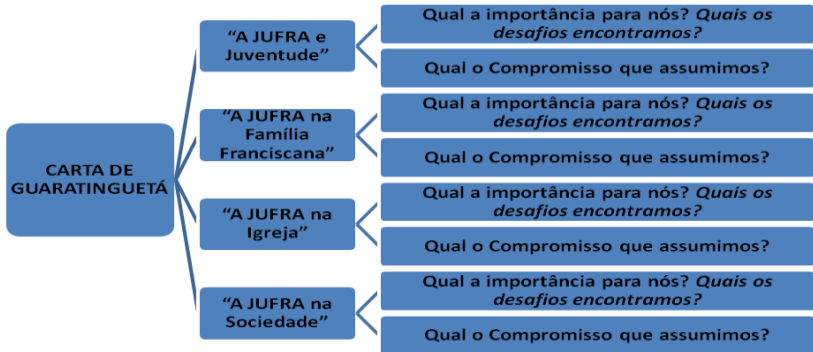 CARTA DE
GUARATINGUETÁ
“A JUFRA e
Juventude”
Qual a importância para nós? Quais os
desafios encontramos?
Qual o Compromisso que assumimos?
“A JUFRA na
Família
Franciscana”
Qual a importância para nós? Quais os
desafios encontramos?
Qual o Compromisso que assumimos?
“A JUFRA na
Igreja”
Qual a importância para nós? Quais os
desafios encontramos?
Qual o Compromisso que assumimos?
“A JUFRA na
Sociedade”
Qual a importância para nós? Quais os
desafios encontramos?
Qual o Compromisso que assumimos?